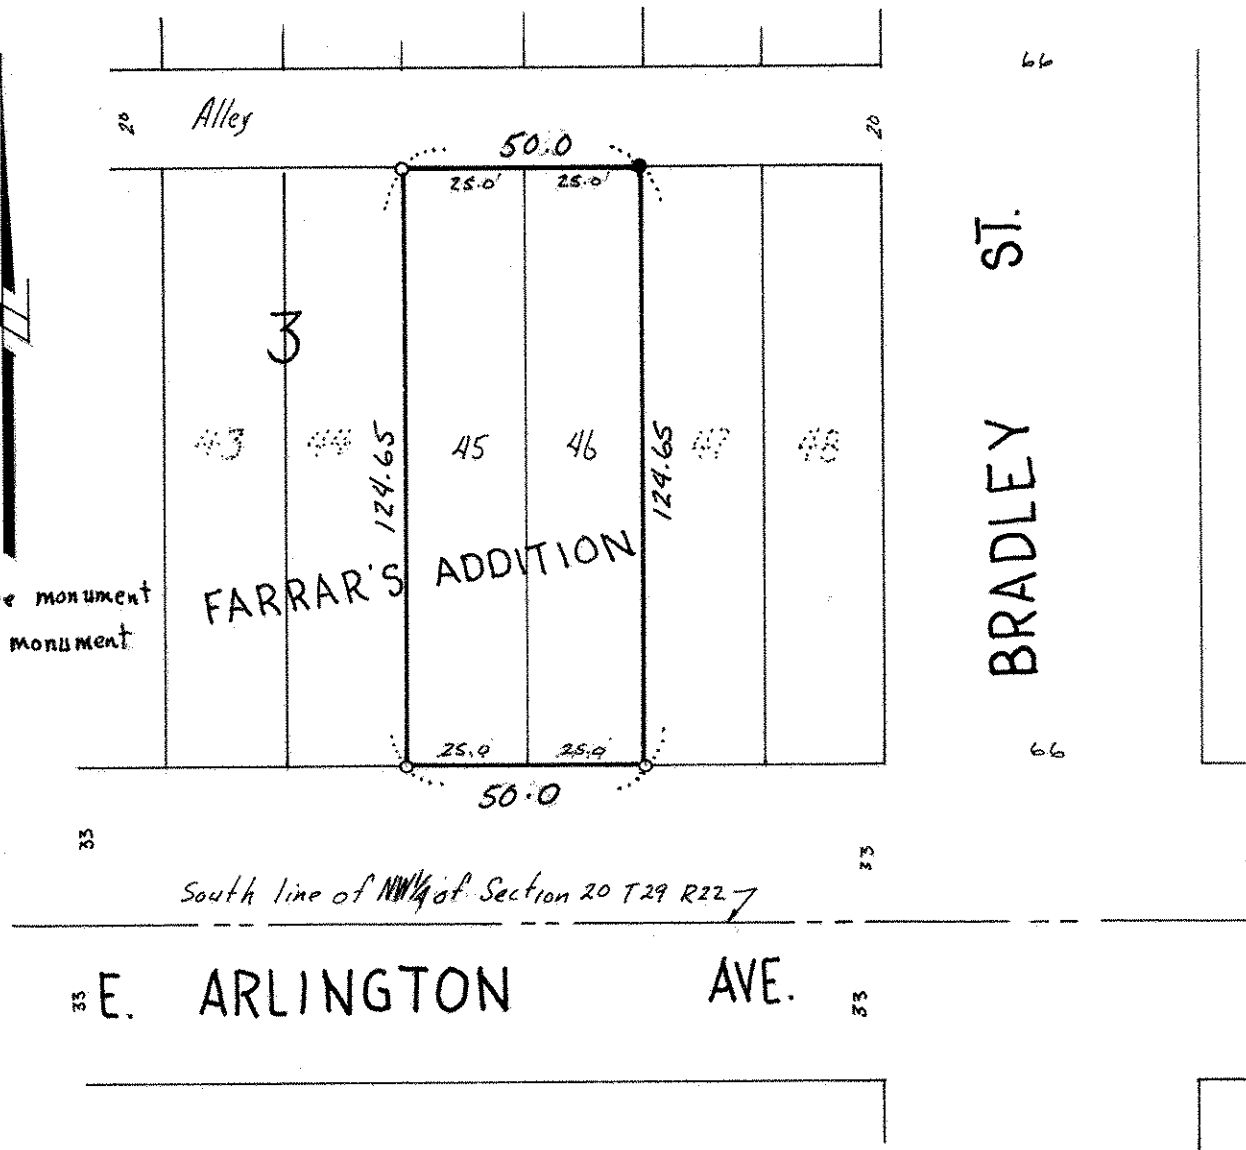 66
20 Alley 20
50.0
25.0' 25.0'
ST.
3
43 44 45 46 47 48
124.65 124.65
BRADLEY
FARRAR'S ADDITION
monument
monument
25.0' 25.0'
66
50.0
33 33
South line of NW1/4 of Section 20 T29 R22
33 E. ARLINGTON AVE. 33